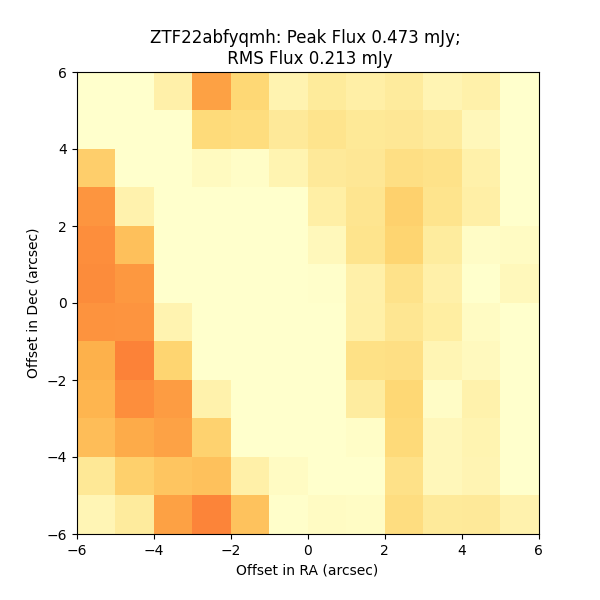 ZTF22abfyqmh: Peak Flux 0.473 mJy;
RMS Flux 0.213 mJy
6
4
2
0
−2
−4
−6
Offset in Dec (arcsec)
−6 −4 −2 0 2 4 6
Offset in RA (arcsec)